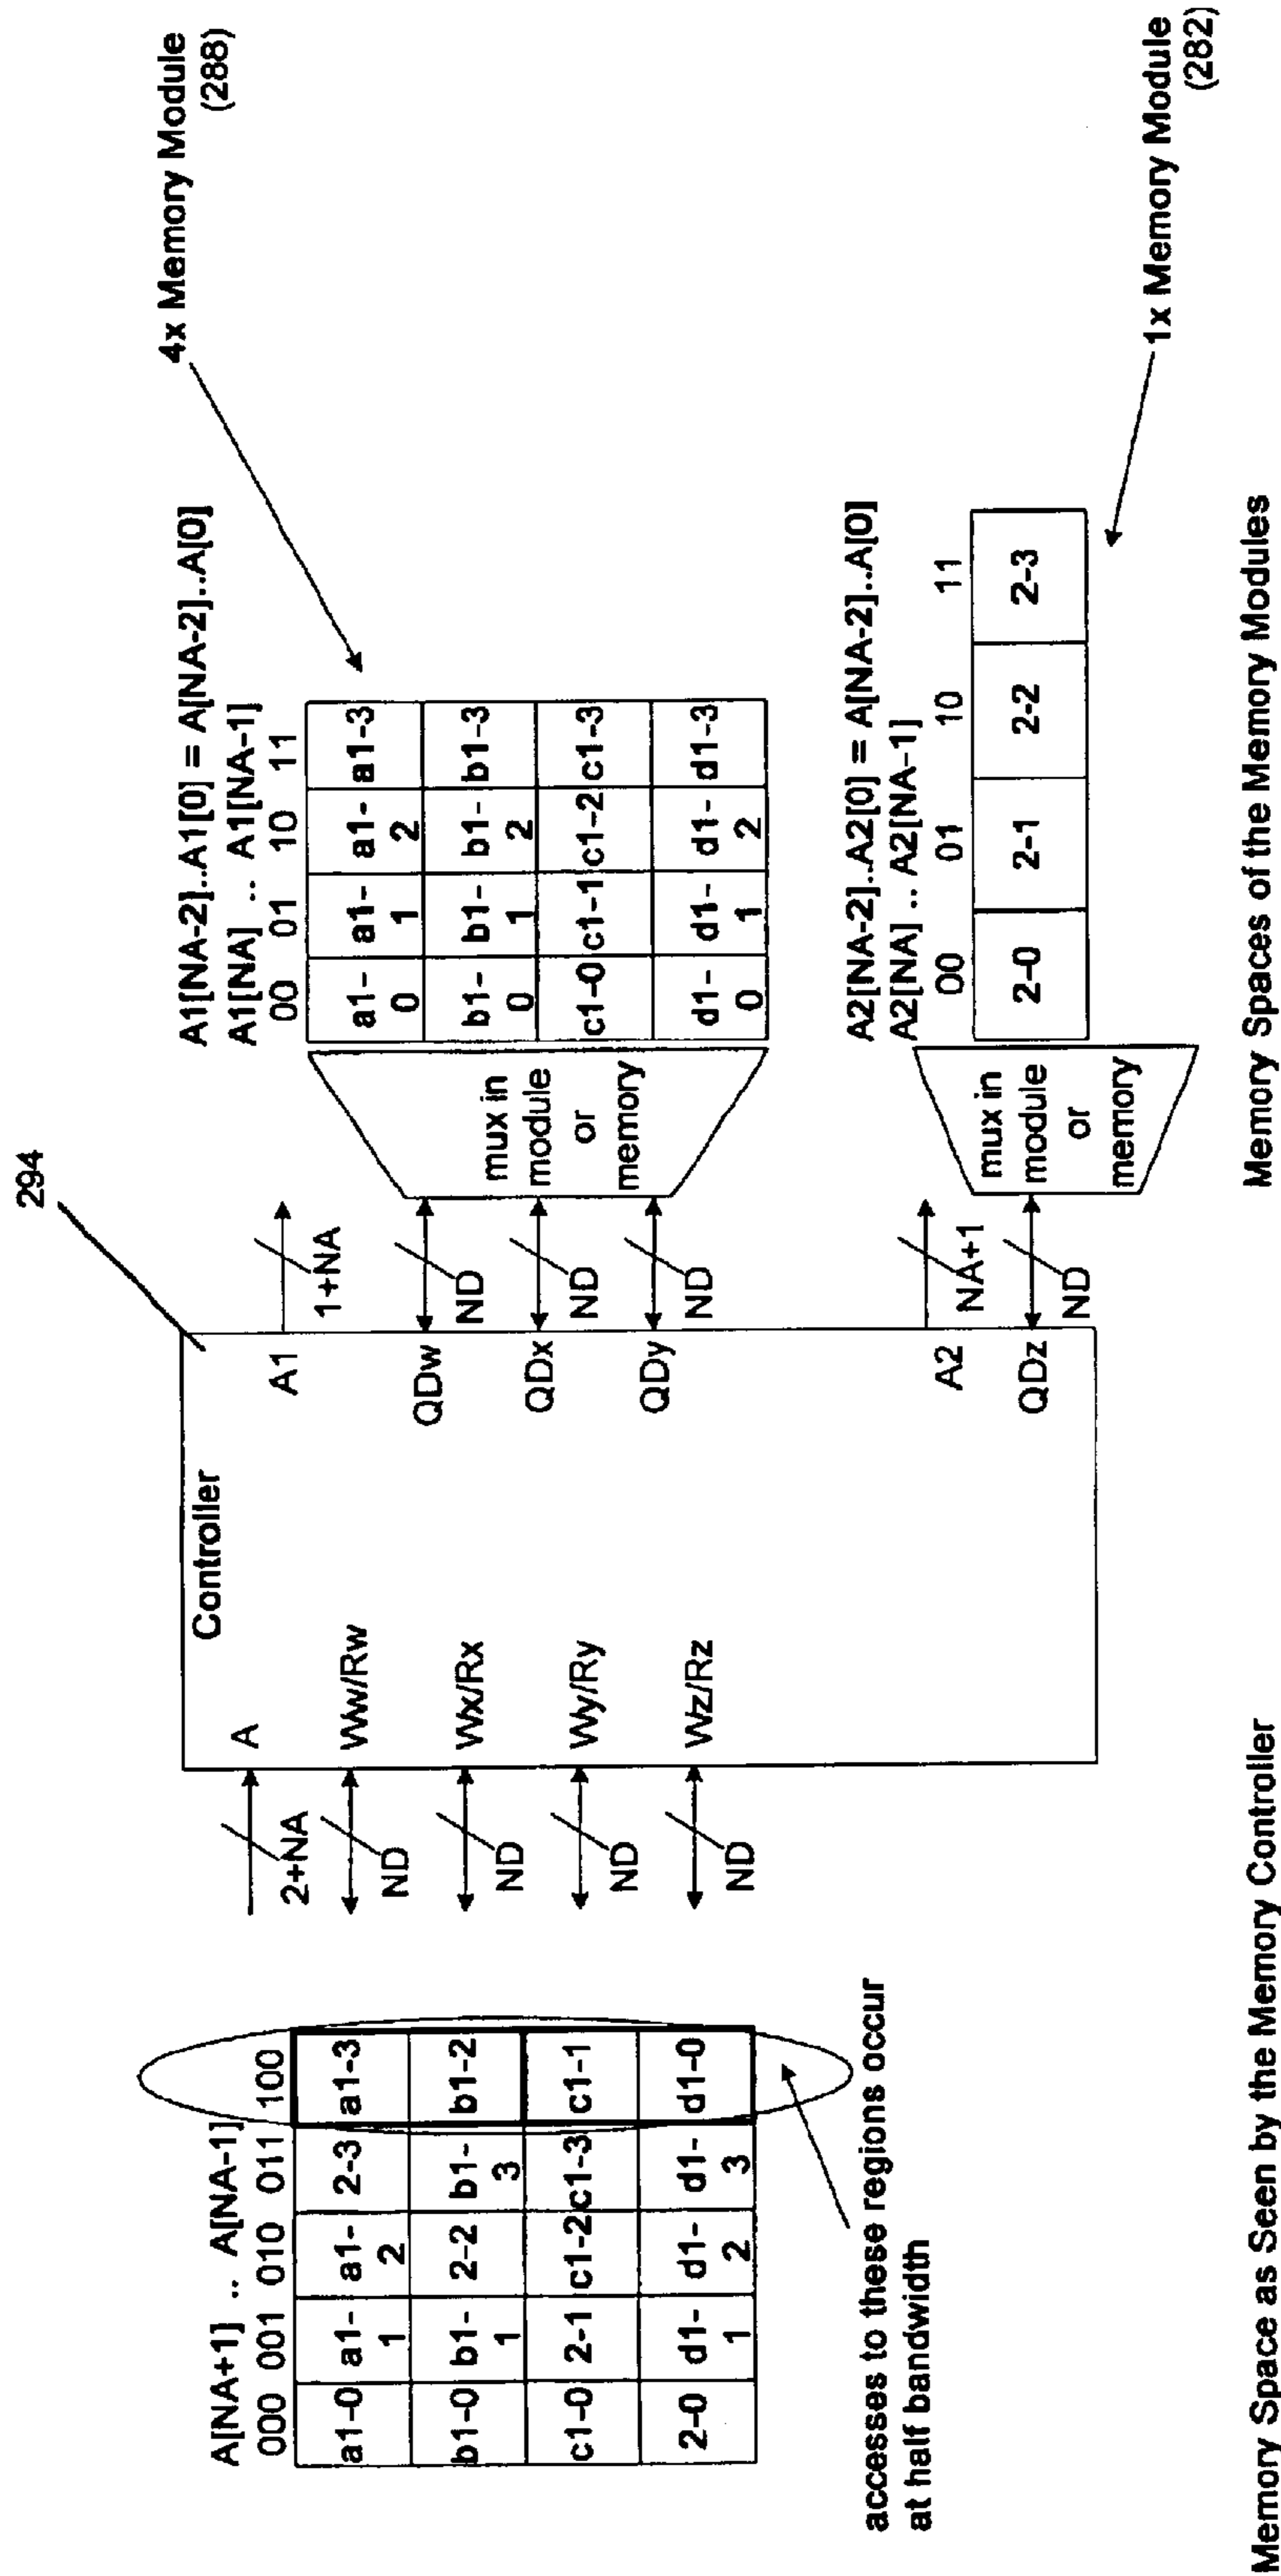 294
4x Memory Module
(288)
A1[NA-2]..A1[0] = A[NA-2]..A[0]
A1[NA] .. A1[NA-1]
00 01 10 11
a1-0 a1-1 a1-2 a1-3
b1-0 b1-1 b1-2 b1-3
c1-0 c1-1 c1-2 c1-3
d1-0 d1-1 d1-2 d1-3
mux in
module
or
memory
Controller
A
2+NA
Ww/Rw
ND
Wx/Rx
ND
Wy/Ry
ND
Wz/Rz
ND
A1
1+NA
QDw
ND
QDx
ND
QDy
ND
A2
NA+1
QDz
ND
A[NA+1] .. A[NA-1]
000 001 010 011 100
a1-0 a1-1 a1-2 2-3 a1-3
b1-0 b1-1 2-2 b1-3 b1-2
c1-0 2-1 c1-2 c1-3 c1-1
2-0 d1-1 d1-2 d1-3 d1-0
accesses to these regions occur
at half bandwidth
A2[NA-2]..A2[0] = A[NA-2]..A[0]
A2[NA] .. A2[NA-1]
00 01 10 11
2-0 2-1 2-2 2-3
mux in
module
or
memory
1x Memory Module
(282)
Memory Space as Seen by the Memory Controller
Memory Spaces of the Memory Modules